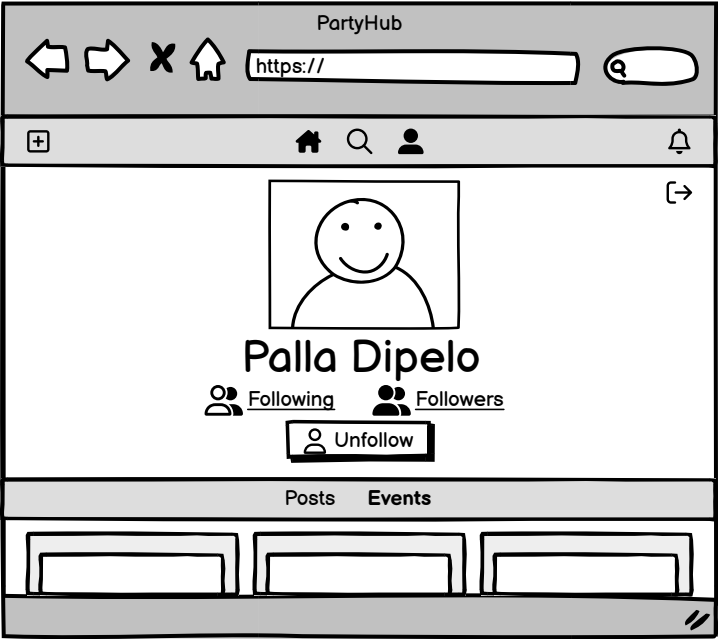 PartyHub
https://
Palla Dipelo
Following Followers
Unfollow
Posts Events